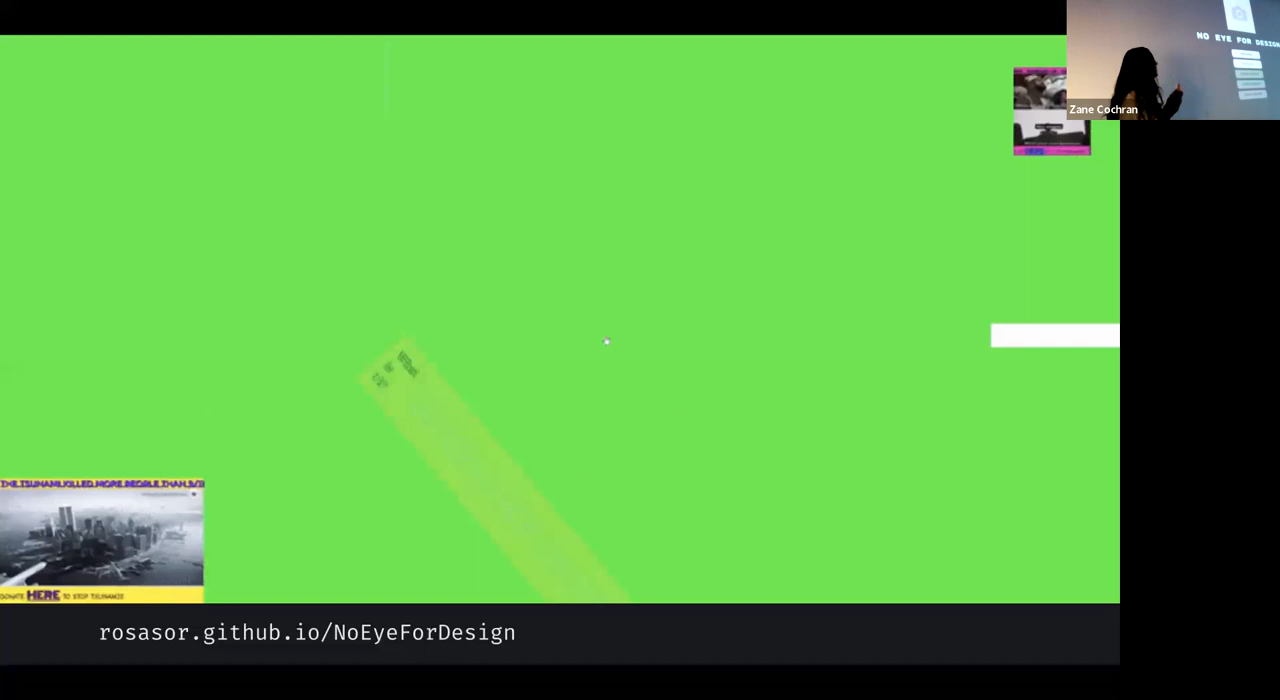 NO EYE FOR DESIGN
Zane Cochran
THE TSUNAMI KILLED MORE PEOPLE THAN 9/11
DONATE HERE TO STOP TSUNAMIS
rosasor.github.io/NoEyeForDesign